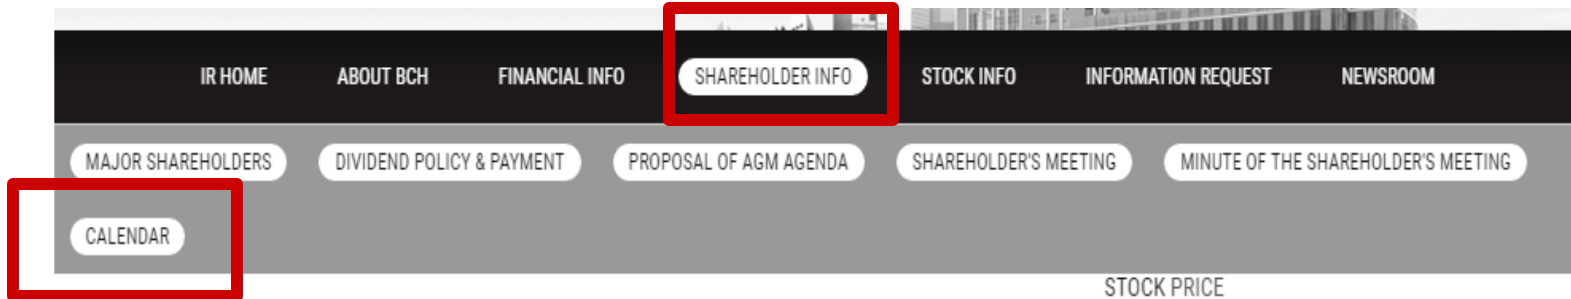 IR HOME ABOUT BCH FINANCIAL INFO SHAREHOLDER INFO STOCK INFO INFORMATION REQUEST NEWSROOM
MAJOR SHAREHOLDERS DIVIDEND POLICY & PAYMENT PROPOSAL OF AGM AGENDA SHAREHOLDER'S MEETING MINUTE OF THE SHAREHOLDER'S MEETING
CALENDAR
STOCK PRICE